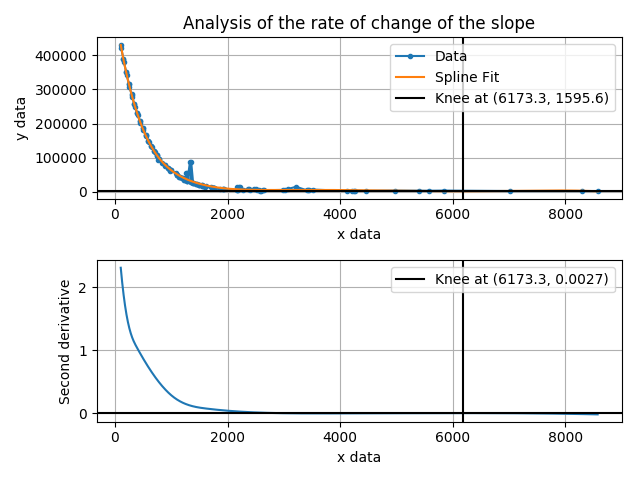 Analysis of the rate of change of the slope
400000
300000
200000
100000
0
y data
Data
Spline Fit
Knee at (6173.3, 1595.6)
0 2000 4000 6000 8000
x data
2
1
0
Second derivative
Knee at (6173.3, 0.0027)
0 2000 4000 6000 8000
x data